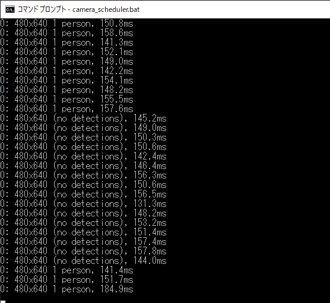 コマンド プロンプト - camera_scheduler.bat
0: 480x640 1 person, 150.8ms
0: 480x640 1 person, 158.6ms
0: 480x640 1 person, 141.3ms
0: 480x640 1 person, 152.1ms
0: 480x640 1 person, 149.0ms
0: 480x640 1 person, 142.2ms
0: 480x640 1 person, 154.1ms
0: 480x640 1 person, 148.2ms
0: 480x640 1 person, 155.5ms
0: 480x640 1 person, 157.6ms
0: 480x640 (no detections), 145.2ms
0: 480x640 (no detections), 149.0ms
0: 480x640 (no detections), 150.3ms
0: 480x640 (no detections), 150.6ms
0: 480x640 (no detections), 142.4ms
0: 480x640 (no detections), 146.4ms
0: 480x640 (no detections), 156.3ms
0: 480x640 (no detections), 150.6ms
0: 480x640 (no detections), 156.5ms
0: 480x640 (no detections), 131.3ms
0: 480x640 (no detections), 148.2ms
0: 480x640 (no detections), 153.2ms
0: 480x640 (no detections), 151.4ms
0: 480x640 (no detections), 157.4ms
0: 480x640 (no detections), 157.8ms
0: 480x640 (no detections), 144.0ms
0: 480x640 1 person, 141.4ms
0: 480x640 1 person, 151.7ms
0: 480x640 1 person, 184.9ms